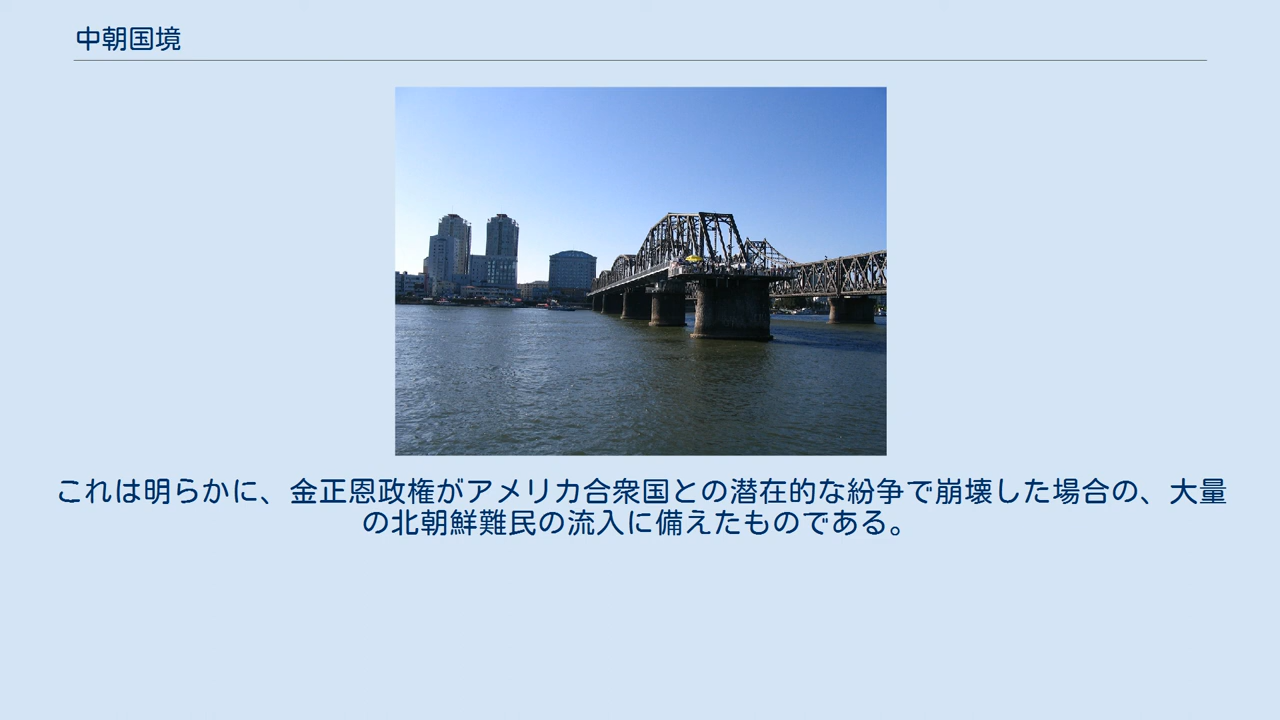 中朝国境
これは明らかに、金正恩政権がアメリカ合衆国との潜在的な紛争で崩壊した場合の、大量
の北朝鮮難民の流入に備えたものである。